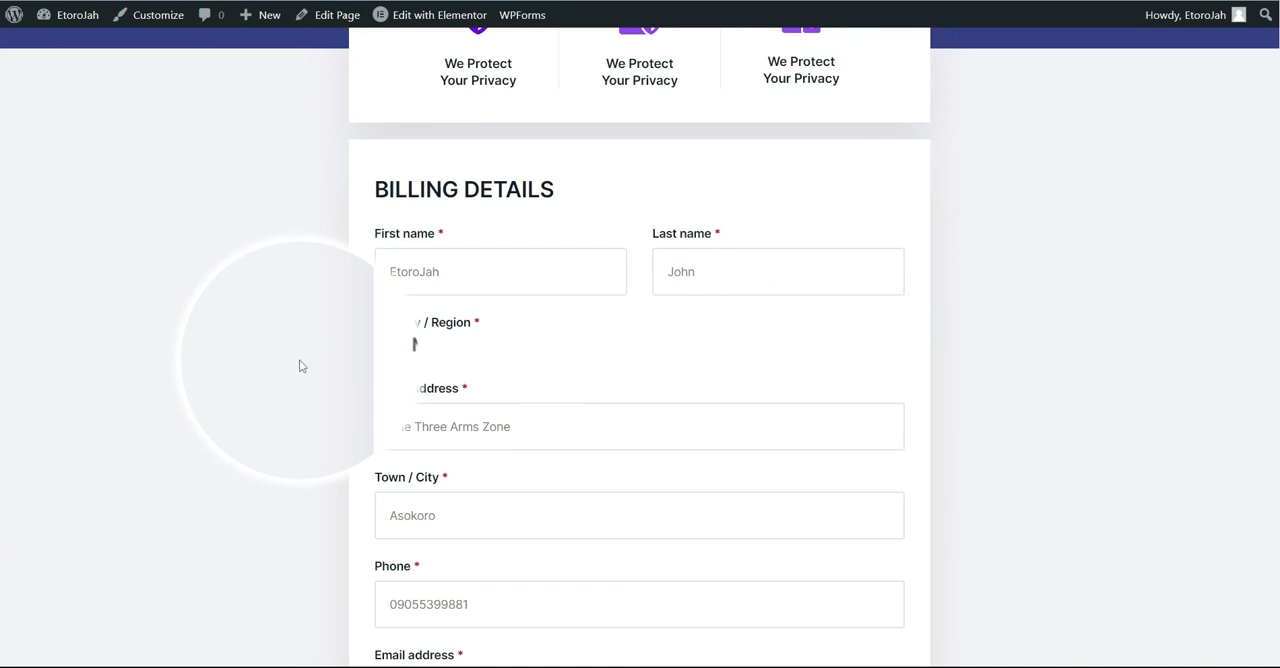 EtoroJah Customize 0 New Edit Page Edit with Elementor WPForms Howdy, EtoroJah
We Protect
Your Privacy
We Protect
Your Privacy
We Protect
Your Privacy
BILLING DETAILS
First name *
Last name *
EtoroJah
John
/ Region *
ddress *
e Three Arms Zone
Town / City *
Asokoro
Phone *
09055399881
Email address *